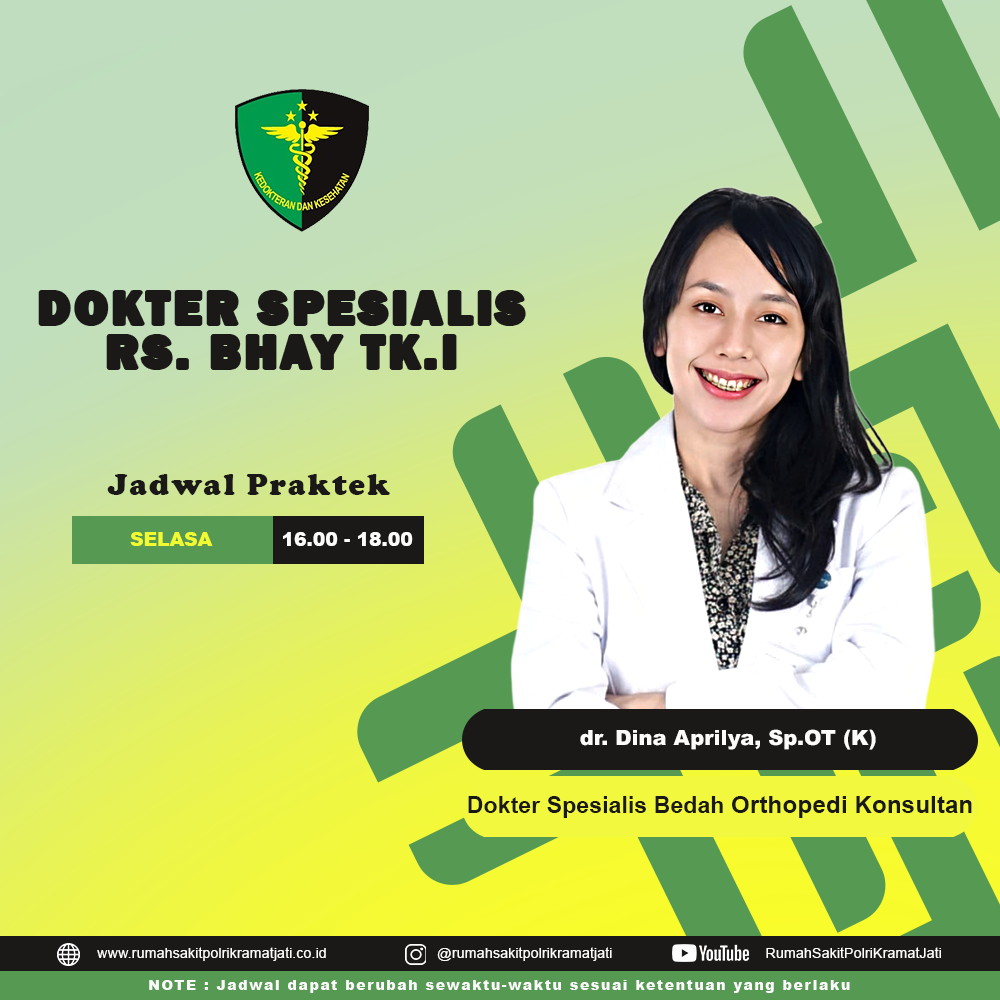 KEDOKTERAN DAN KESEHATAN
DOKTER SPESIALIS
RS. BHAY TK.I
Jadwal Praktek
SELASA 16.00 - 18.00
dr. Dina Aprilya, Sp.OT (K)
Dokter Spesialis Bedah Orthopedi Konsultan
www.rumahsakitpolrikramatjati.co.id @rumahsakitpolrikramatjati YouTube RumahSakitPolriKramatJati
NOTE : Jadwal dapat berubah sewaktu-waktu sesuai ketentuan yang berlaku